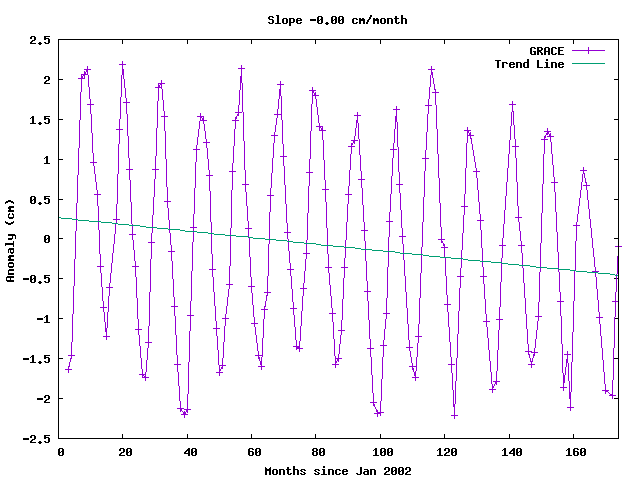 Slope -0.00 cm/month
GRACE
Trend Line
2.5
2
1.5
1
0.5
0
-0.5
-1
-1.5
-2
-2.5
Anomaly (cm)
0 20 40 60 80 100 120 140 160
Months since Jan 2002